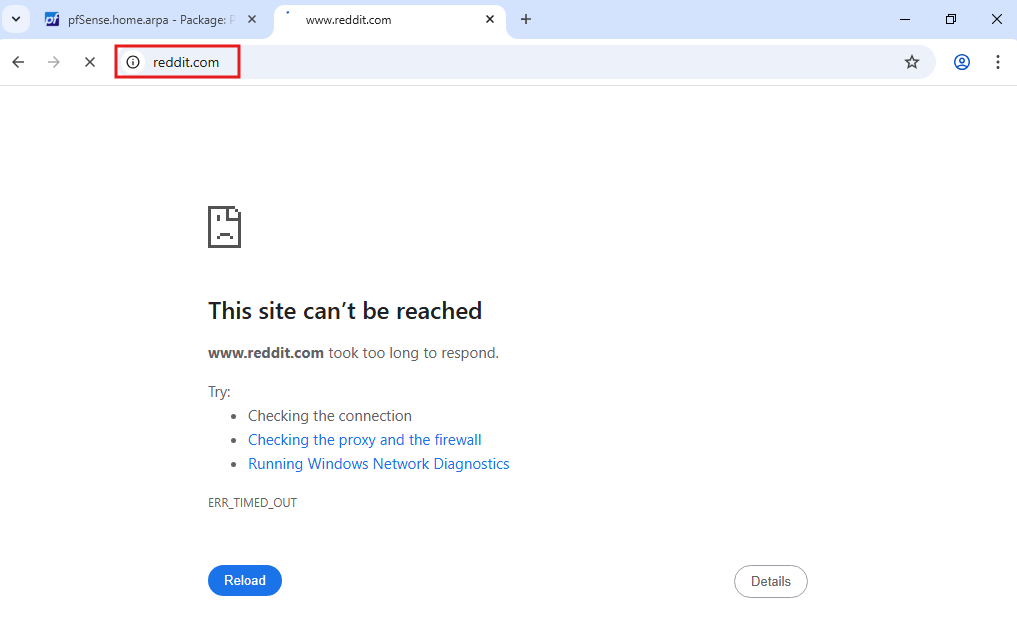 pfSense.home.arpa - Package: P
www.reddit.com
reddit.com
This site can’t be reached
www.reddit.com took too long to respond.
Try:
• Checking the connection
• Checking the proxy and the firewall
• Running Windows Network Diagnostics
ERR_TIMED_OUT
Reload
Details